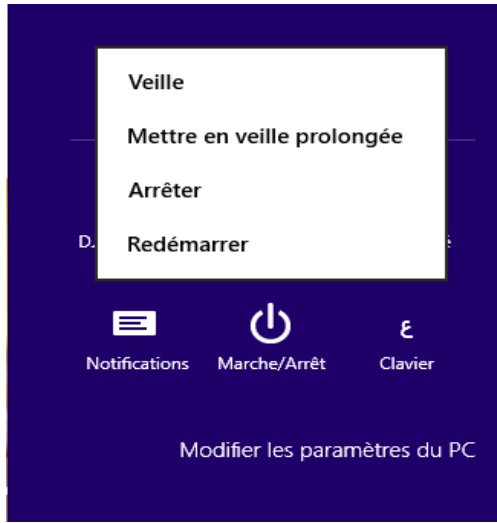 Veille
Mettre en veille prolongée
Arrêter
Redémarrer
Notifications
Marche/Arrêt
ع
Clavier
Modifier les paramètres du PC